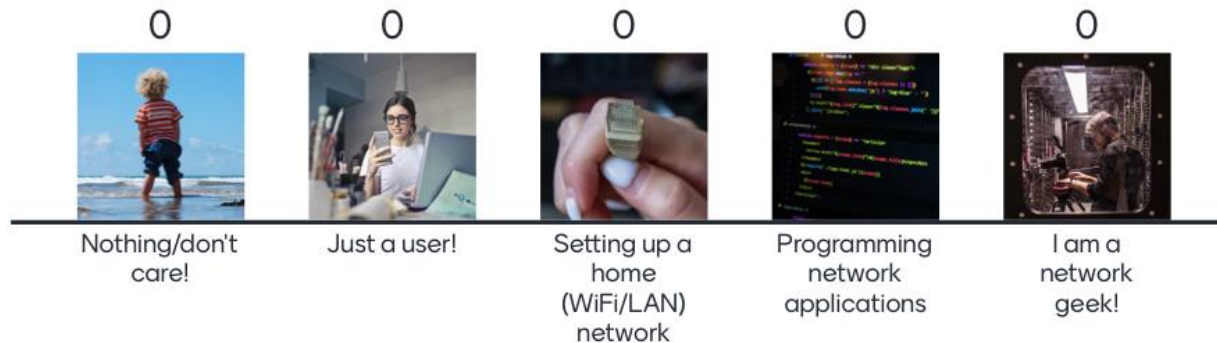 0 0 0 0 0
Nothing/don't
care!
Just a user!
Setting up a
home
(WiFi/LAN)
network
Programming
network
applications
I am a
network
geek!